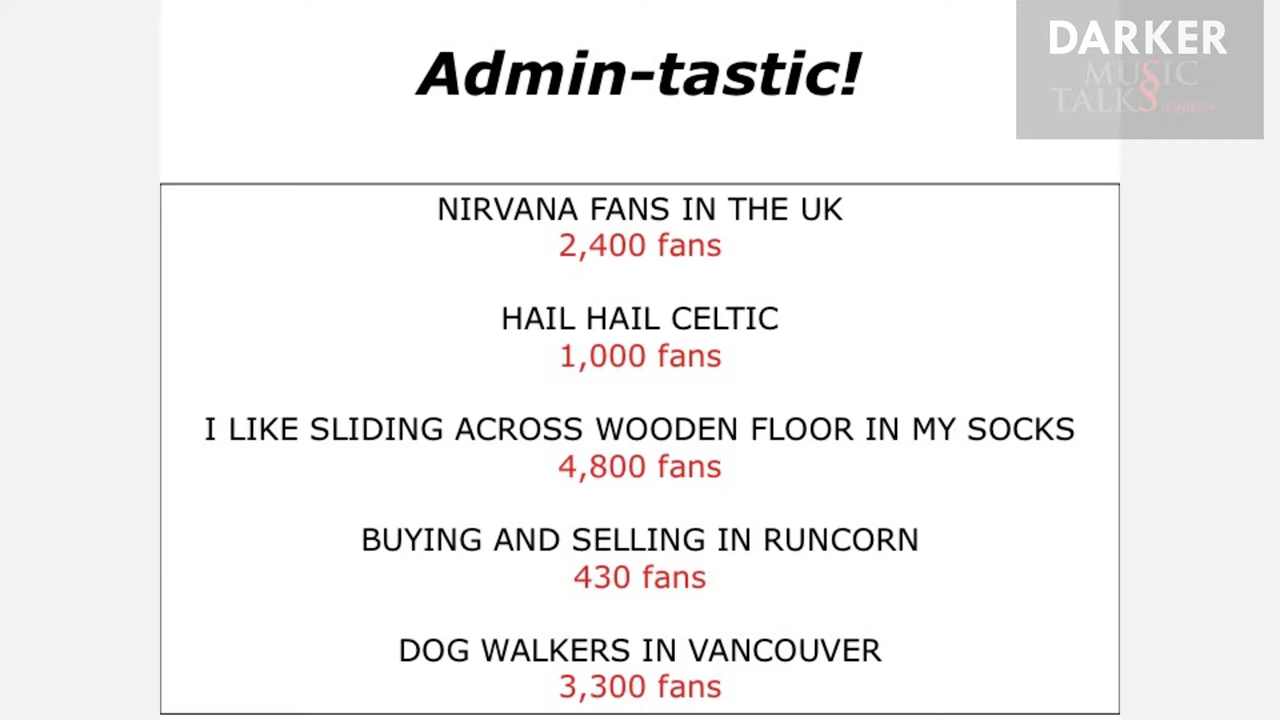 Admin-tastic!
DARKER
MUSIC
TALKS LONDON
NIRVANA FANS IN THE UK
2,400 fans
HAIL HAIL CELTIC
1,000 fans
I LIKE SLIDING ACROSS WOODEN FLOOR IN MY SOCKS
4,800 fans
BUYING AND SELLING IN RUNCORN
430 fans
DOG WALKERS IN VANCOUVER
3,300 fans